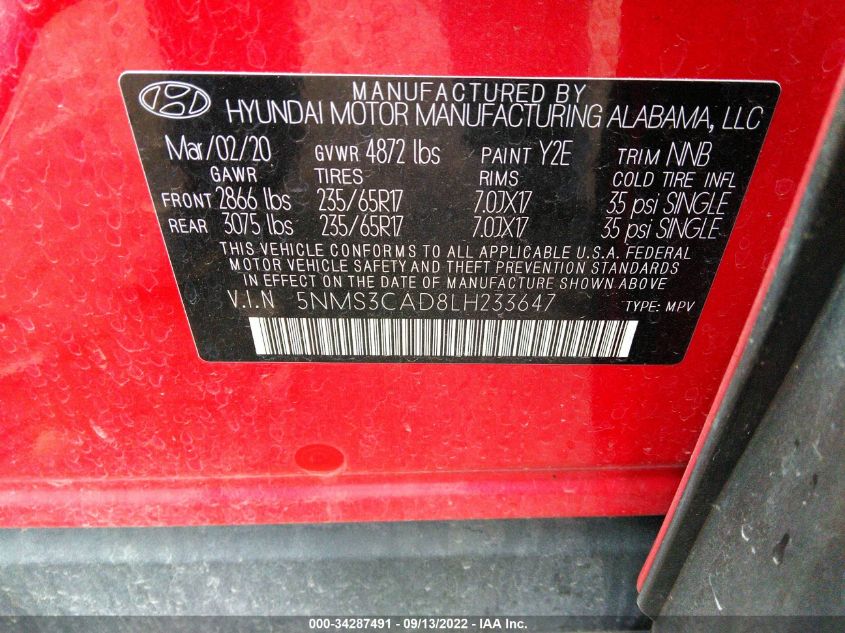 MANUFACTURED BY
HYUNDAI MOTOR MANUFACTURING ALABAMA, LLC
Mar/02/20 GVWR 4872 lbs PAINT Y2E TRIM NNB
GAWR TIRES RIMS COLD TIRE INFL
FRONT 2866 lbs 235/65R17 7.0JX17 35 psi SINGLE
REAR 3075 lbs 235/65R17 7.0JX17 35 psi SINGLE
THIS VEHICLE CONFORMS TO ALL APPLICABLE U.S.A. FEDERAL
MOTOR VEHICLE SAFETY AND THEFT PREVENTION STANDARDS
IN EFFECT ON THE DATE OF MANUFACTURE SHOWN ABOVE
V.I.N 5NMS3CAD8LH233647 TYPE: MPV
000-34287491 - 09/13/2022 - IAA Inc.